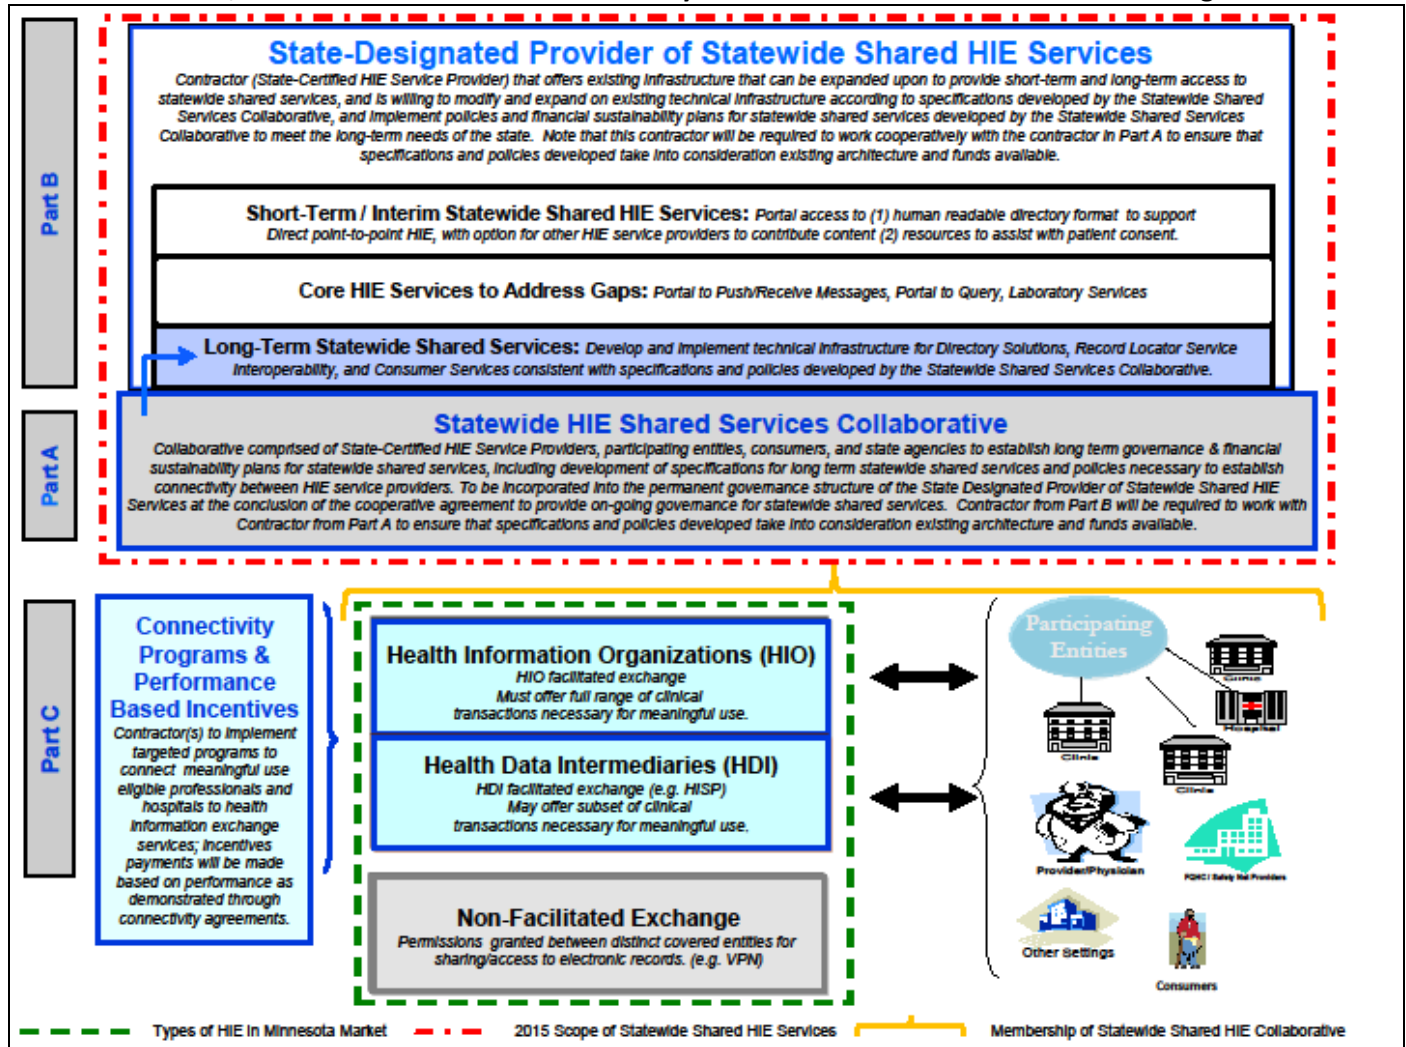 Part B
State-Designated Provider of Statewide Shared HIE Services
Contractor (State-Certified HIE Service Provider) that offers existing infrastructure that can be expanded upon to provide short-term and long-term access to
statewide shared services, and is willing to modify and expand on existing technical infrastructure according to specifications developed by the Statewide Shared
Services Collaborative, and implement policies and financial sustainability plans for statewide shared services developed by the Statewide Shared Services
Collaborative to meet the long-term needs of the state. Note that this contractor will be required to work cooperatively with the contractor in Part A to ensure that
specifications and policies developed take into consideration existing architecture and funds available.
Short-Term / Interim Statewide Shared HIE Services: Portal access to (1) human readable directory format to support
Direct point-to-point HIE, with option for other HIE service providers to contribute content (2) resources to assist with patient consent.
Core HIE Services to Address Gaps: Portal to Push/Receive Messages, Portal to Query, Laboratory Services
Long-Term Statewide Shared Services: Develop and implement technical infrastructure for Directory Solutions, Record Locator Service
Interoperability, and Consumer Services consistent with specifications and policies developed by the Statewide Shared Services Collaborative.
Part A
Statewide HIE Shared Services Collaborative
Collaborative comprised of State-Certified HIE Service Providers, participating entities, consumers, and state agencies to establish long term governance & financial
sustainability plans for statewide shared services, including development of specifications for long term statewide shared services and policies necessary to establish
connectivity between HIE service providers. To be incorporated into the permanent governance structure of the State Designated Provider of Statewide Shared HIE
Services at the conclusion of the cooperative agreement to provide on-going governance for statewide shared services. Contractor from Part B will be required to work with
Contractor from Part A to ensure that specifications and policies developed take into consideration existing architecture and funds available.
Part C
Connectivity
Programs &
Performance
Based Incentives
Contractor(s) to implement
targeted programs to
connect meaningful use
eligible professionals and
hospitals to health
information exchange
services; incentives
payments will be made
based on performance as
demonstrated through
connectivity agreements.
Health Information Organizations (HIO)
HIO facilitated exchange
Must offer full range of clinical
transactions necessary for meaningful use.
Health Data Intermediaries (HDI)
HDI facilitated exchange (e.g. HISP)
May offer subset of clinical
transactions necessary for meaningful use.
Non-Facilitated Exchange
Permissions granted between distinct covered entities for
sharing/access to electronic records. (e.g. VPN)
Participating
Entities
Clinic
Hospital
Clinic
Clinic
Provider/Physician
FQHC / Safety Net Providers
Other Settings
Consumers
Types of HIE in Minnesota Market
2015 Scope of Statewide Shared HIE Services
Membership of Statewide Shared HIE Collaborative